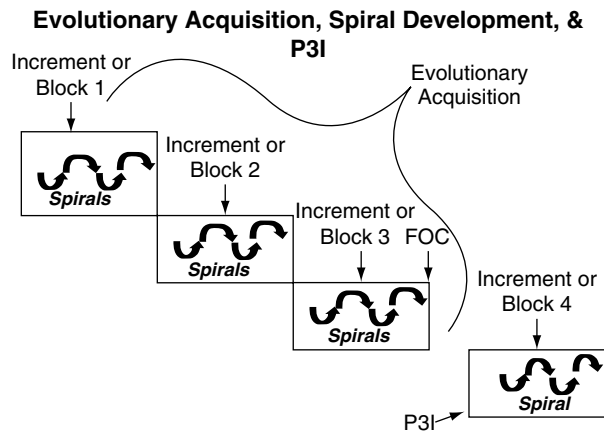 Evolutionary Acquisition, Spiral Development, &
P3I
Increment or
Block 1
Evolutionary
Acquisition
Spirals
Increment or
Block 2
Spirals
Increment or
Block 3
FOC
Spirals
Increment or
Block 4
Spiral
P3I